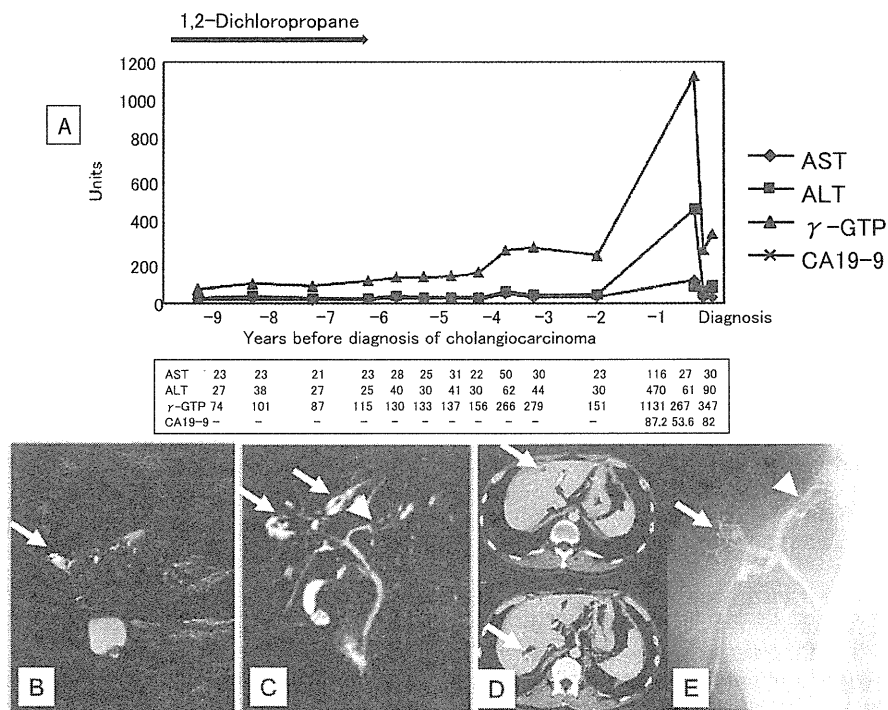 1,2-Dichloropropane
A
1200
1000
800
600
400
200
0
Units
-9 -8 -7 -6 -5 -4 -3 -2 -1 Diagnosis
Years before diagnosis of cholangiocarcinoma
AST
ALT
γ-GTP
CA19-9
AST 23 23 21 23 28 25 31 22 50 30 23 116 27 30
ALT 27 38 27 25 40 30 41 30 62 44 30 470 61 90
γ-GTP 74 101 87 115 130 133 137 156 266 279 151 1131 267 347
CA19-9 - - - - - - - - - - - 87.2 53.6 82
B
C
D
E